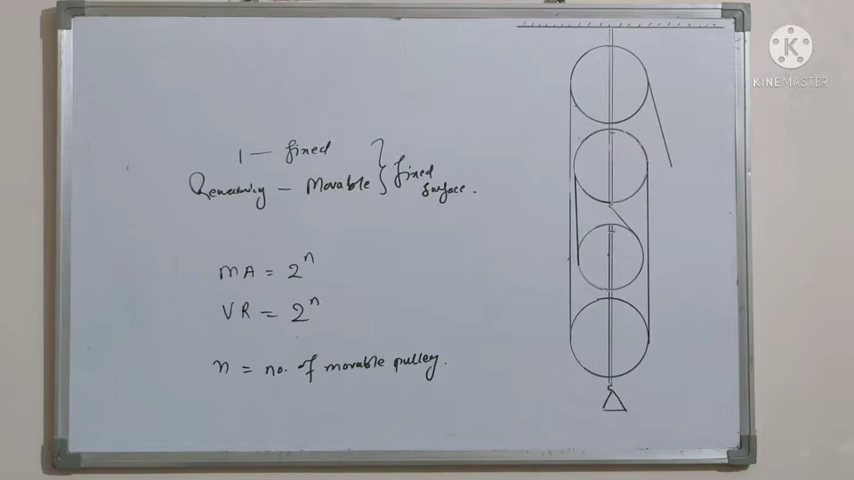 1 — fixed
Remaining — Movable } fixed surface.
MA = 2ⁿ
VR = 2ⁿ
n = no. of movable pulley.
K
KINEMASTER